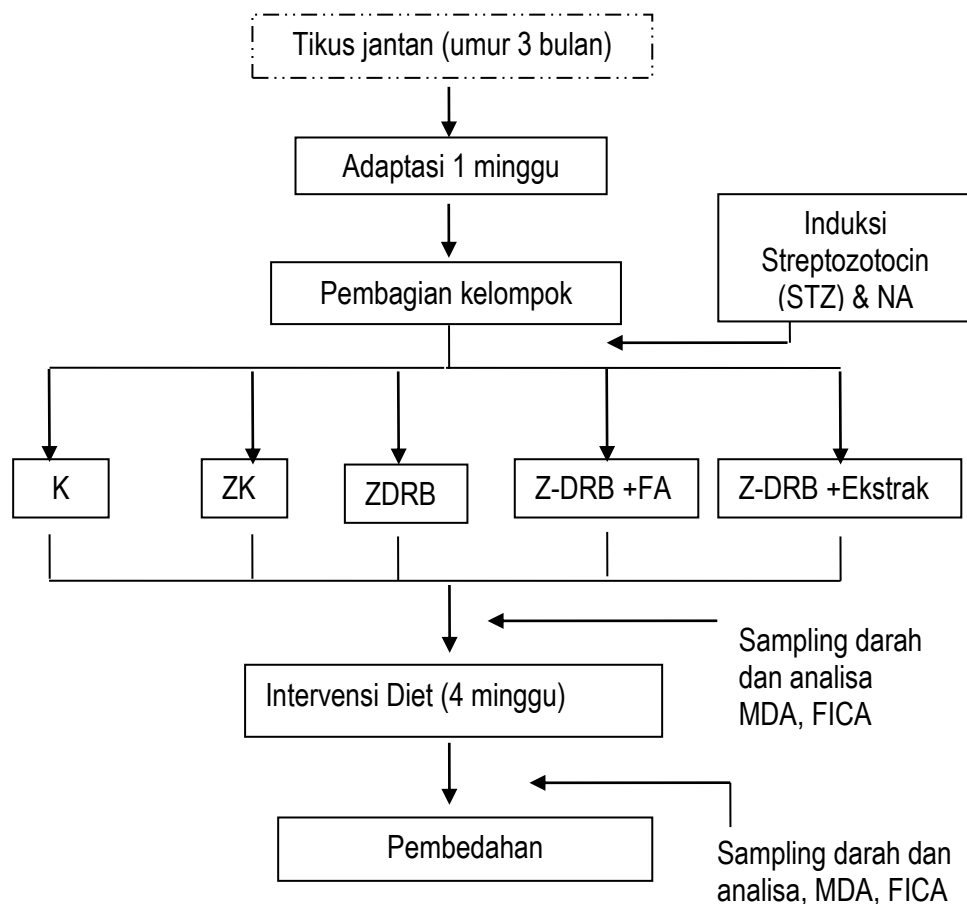 Tikus jantan (umur 3 bulan)
Adaptasi 1 minggu
Induksi
Streptozotocin
(STZ) & NA
Pembagian kelompok
K
ZK
ZDRB
Z-DRB +FA
Z-DRB +Ekstrak
Sampling darah
dan analisa
MDA, FICA
Intervensi Diet (4 minggu)
Pembedahan
Sampling darah dan
analisa, MDA, FICA